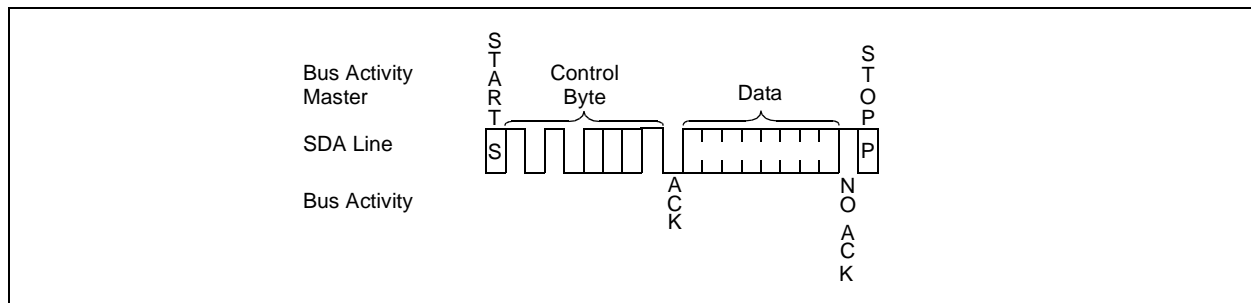 Bus Activity
Master
SDA Line
Bus Activity
START
Control
Byte
Data
STOP
S
P
ACK
NO ACK